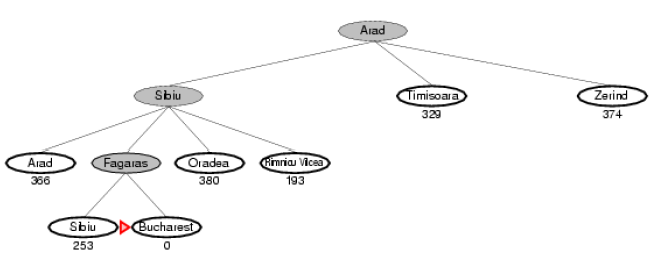 Arad
Sibiu
Timisoara
Zerind
329
374
Arad
Fagaras
Oradea
Rimnicu Vilcea
366
380
193
Sibiu
Bucharest
253
0